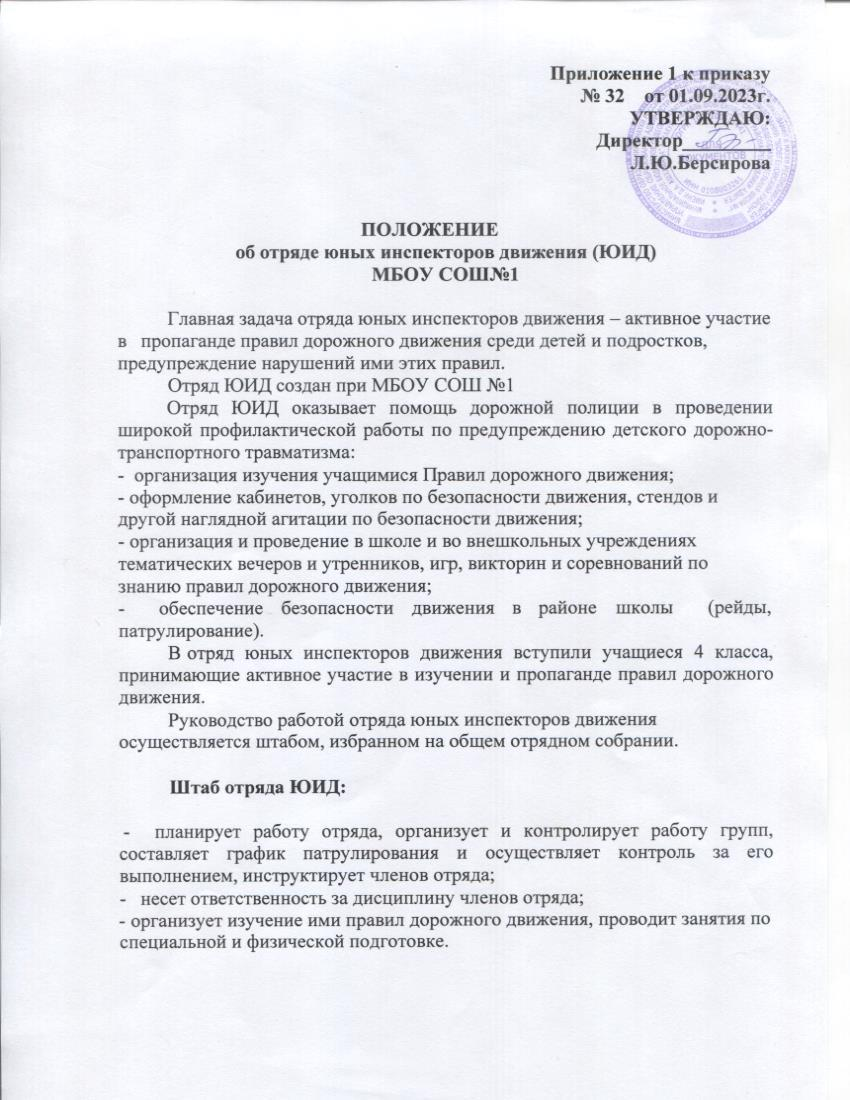 Приложение 1 к приказу
№ 32 от 01.09.2023г.
УТВЕРЖДАЮ:
Директор_________
Л.Ю.Берсирова
ДОКУМЕНТОВ
ПОЛОЖЕНИЕ
об отряде юных инспекторов движения (ЮИД)
МБОУ СОШ№1
Главная задача отряда юных инспекторов движения – активное участие
в пропаганде правил дорожного движения среди детей и подростков,
предупреждение нарушений ими этих правил.
Отряд ЮИД создан при МБОУ СОШ №1
Отряд ЮИД оказывает помощь дорожной полиции в проведении
широкой профилактической работы по предупреждению детского дорожно-
транспортного травматизма:
- организация изучения учащимися Правил дорожного движения;
- оформление кабинетов, уголков по безопасности движения, стендов и
другой наглядной агитации по безопасности движения;
- организация и проведение в школе и во внешкольных учреждениях
тематических вечеров и утренников, игр, викторин и соревнований по
знанию правил дорожного движения;
- обеспечение безопасности движения в районе школы (рейды,
патрулирование).
В отряд юных инспекторов движения вступили учащиеся 4 класса,
принимающие активное участие в изучении и пропаганде правил дорожного
движения.
Руководство работой отряда юных инспекторов движения
осуществляется штабом, избранном на общем отрядном собрании.
Штаб отряда ЮИД:
- планирует работу отряда, организует и контролирует работу групп,
составляет график патрулирования и осуществляет контроль за его
выполнением, инструктирует членов отряда;
- несет ответственность за дисциплину членов отряда;
- организует изучение ими правил дорожного движения, проводит занятия по
специальной и физической подготовке.